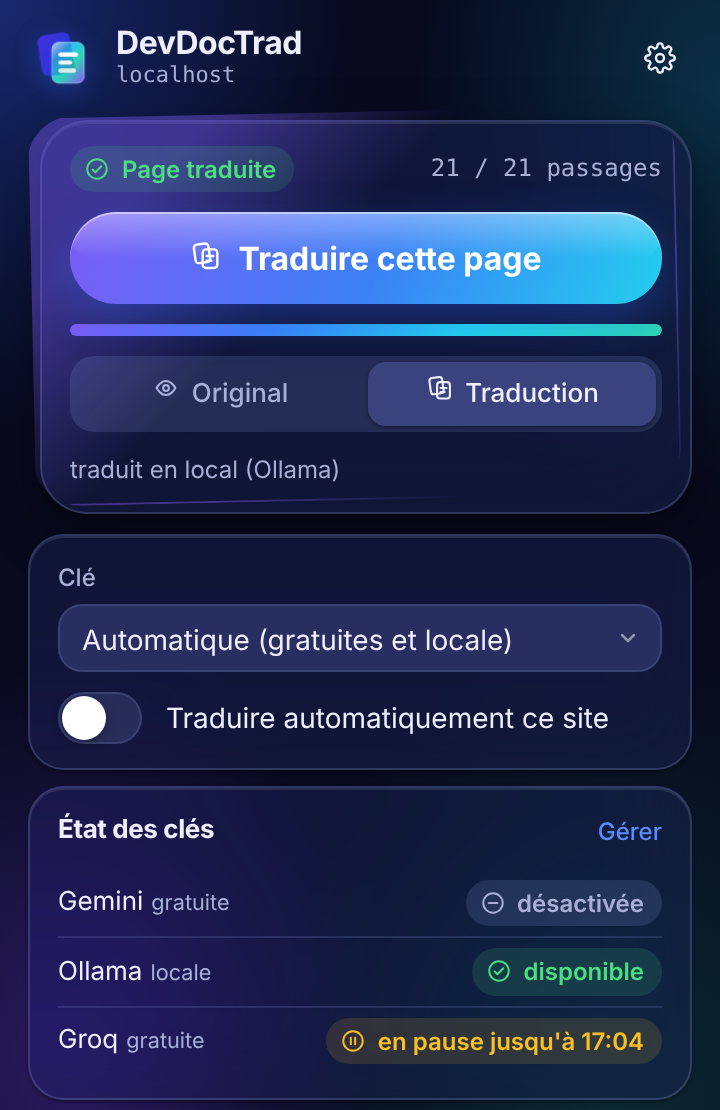 DevDocTrad
localhost
Page traduite
21 / 21 passages
Traduire cette page
Original
Traduction
traduit en local (Ollama)
Clé
Automatique (gratuites et locale)
Traduire automatiquement ce site
État des clés
Gérer
Gemini gratuite
désactivée
Ollama locale
disponible
Groq gratuite
en pause jusqu'à 17:04